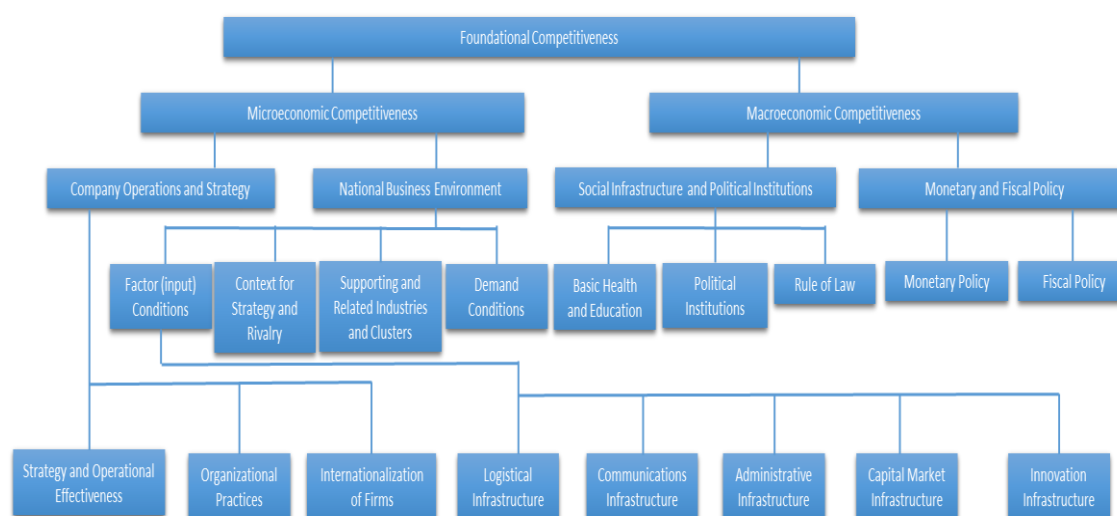 Foundational Competitiveness
Microeconomic Competitiveness
Macroeconomic Competitiveness
Company Operations and Strategy
National Business Environment
Social Infrastructure and Political Institutions
Monetary and Fiscal Policy
Factor (input)
Conditions
Context for
Strategy and
Rivalry
Supporting and
Related Industries
and Clusters
Demand
Conditions
Basic Health
and Education
Political
Institutions
Rule of Law
Monetary Policy
Fiscal Policy
Strategy and Operational
Effectiveness
Organizational
Practices
Internationalization
of Firms
Logistical
Infrastructure
Communications
Infrastructure
Administrative
Infrastructure
Capital Market
Infrastructure
Innovation
Infrastructure